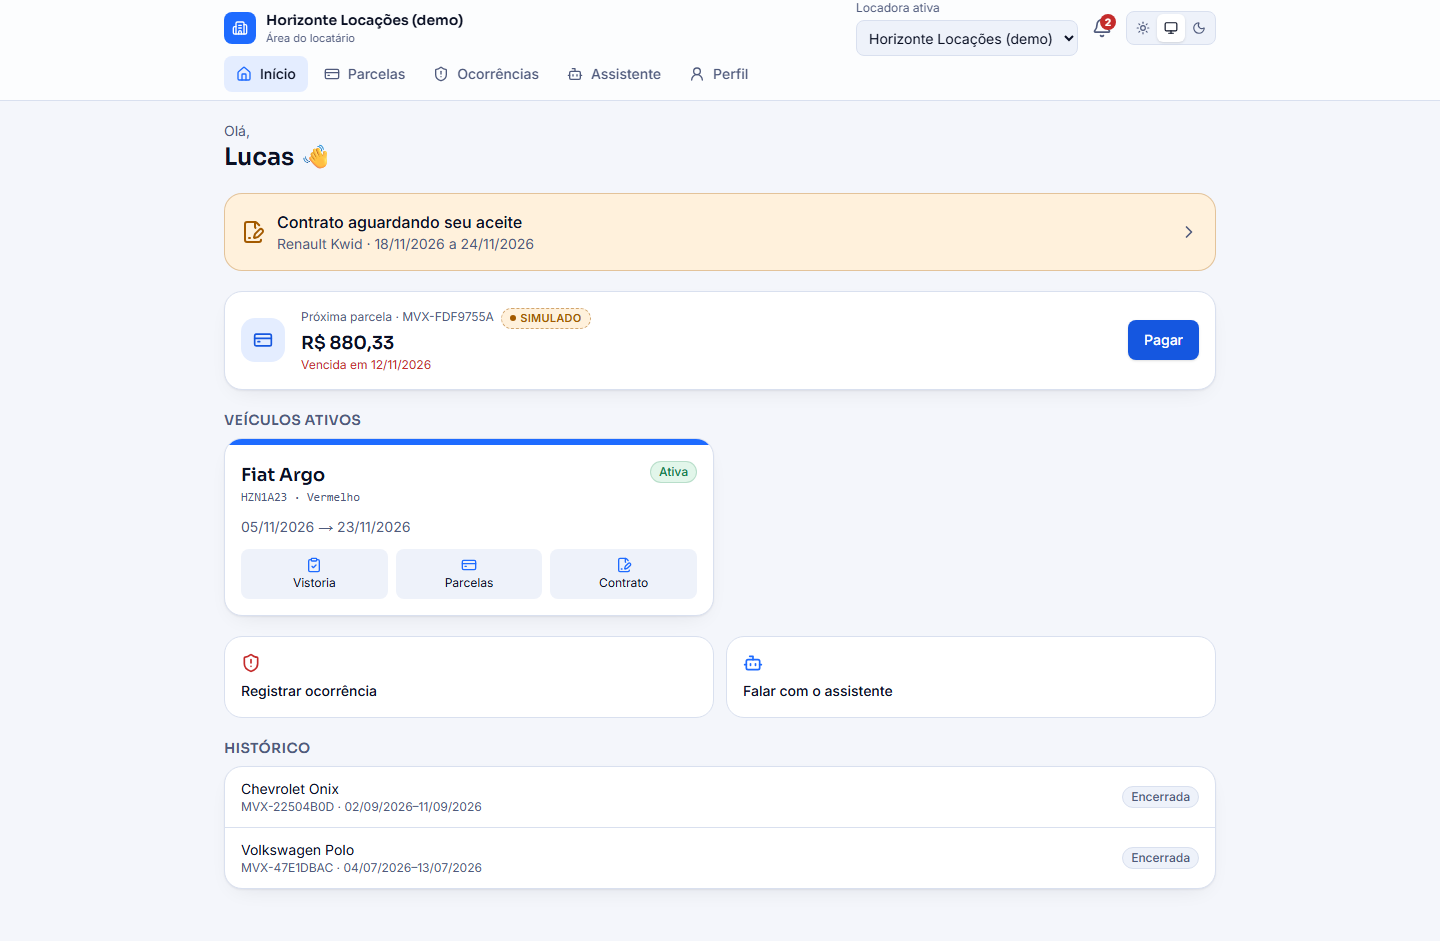 Horizonte Locações (demo)
Área do locatário
Locadora ativa
Horizonte Locações (demo)
2
Início
Parcelas
Ocorrências
Assistente
Perfil
Olá,
Lucas 👋
Contrato aguardando seu aceite
Renault Kwid · 18/11/2026 a 24/11/2026
Próxima parcela · MVX-FDF9755A
SIMULADO
R$ 880,33
Vencida em 12/11/2026
Pagar
VEÍCULOS ATIVOS
Fiat Argo
Ativa
HZN1A23 · Vermelho
05/11/2026 → 23/11/2026
Vistoria
Parcelas
Contrato
Registrar ocorrência
Falar com o assistente
HISTÓRICO
Chevrolet Onix
MVX-22504B0D · 02/09/2026–11/09/2026
Encerrada
Volkswagen Polo
MVX-47E1DBAC · 04/07/2026–13/07/2026
Encerrada